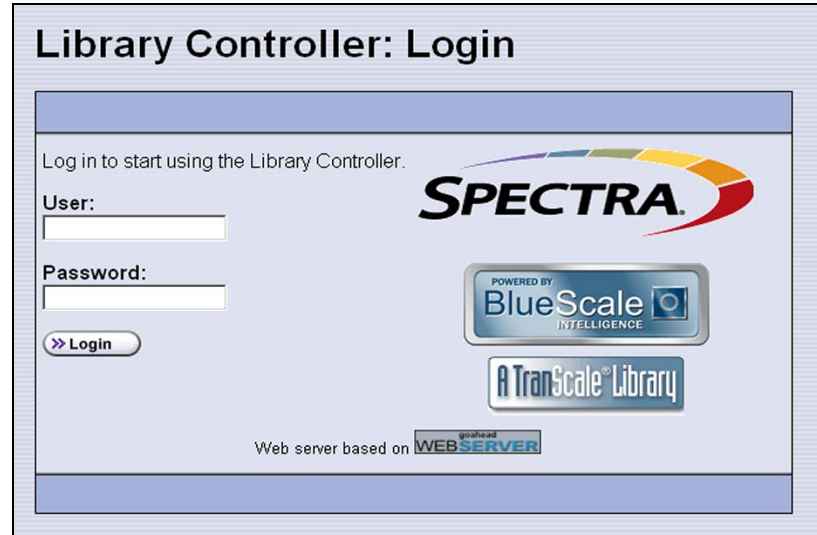 Library Controller: Login
Log in to start using the Library Controller.
User:
Password:
Login
SPECTRA.
POWERED BY
BlueScale
INTELLIGENCE
A TranScale® Library
Web server based on goahead WEBSERVER